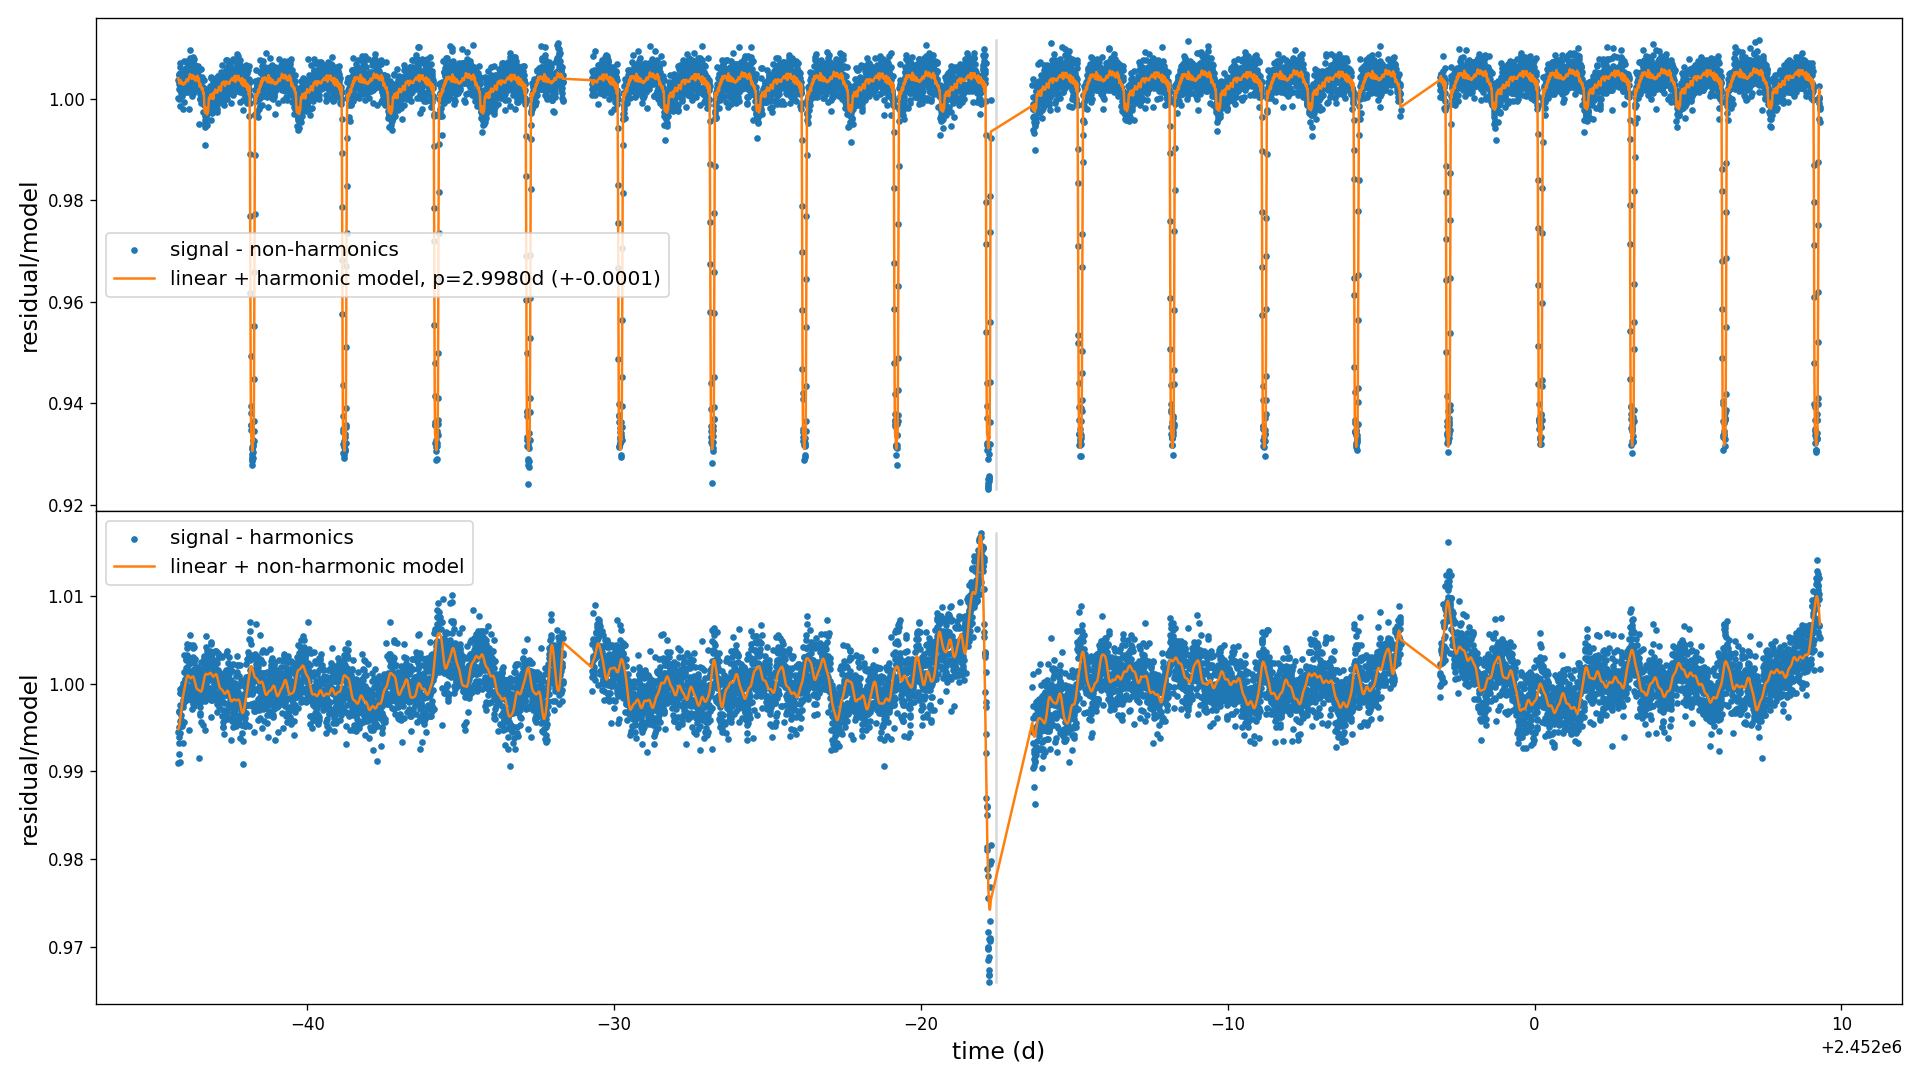 1.00
0.98
0.96
0.94
0.92
residual/model
signal - non-harmonics
linear + harmonic model, p=2.9980d (+-0.0001)
signal - harmonics
linear + non-harmonic model
1.01
1.00
0.99
0.98
0.97
residual/model
−40
−30
−20
−10
0
10
time (d)
+2.452e6